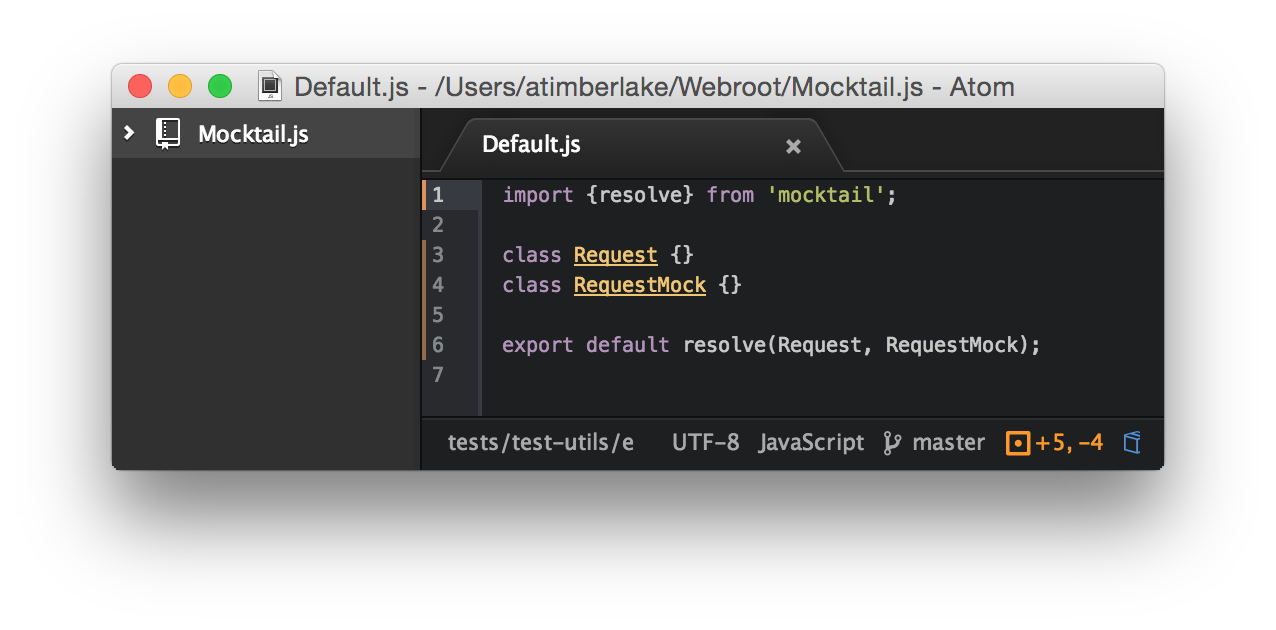 Default.js - /Users/atimberlake/Webroot/Mocktail.js - Atom
Mocktail.js
Default.js
1 import {resolve} from 'mocktail';
2
3 class Request {}
4 class RequestMock {}
5
6 export default resolve(Request, RequestMock);
7
tests/test-utils/e UTF-8 JavaScript master +5, -4